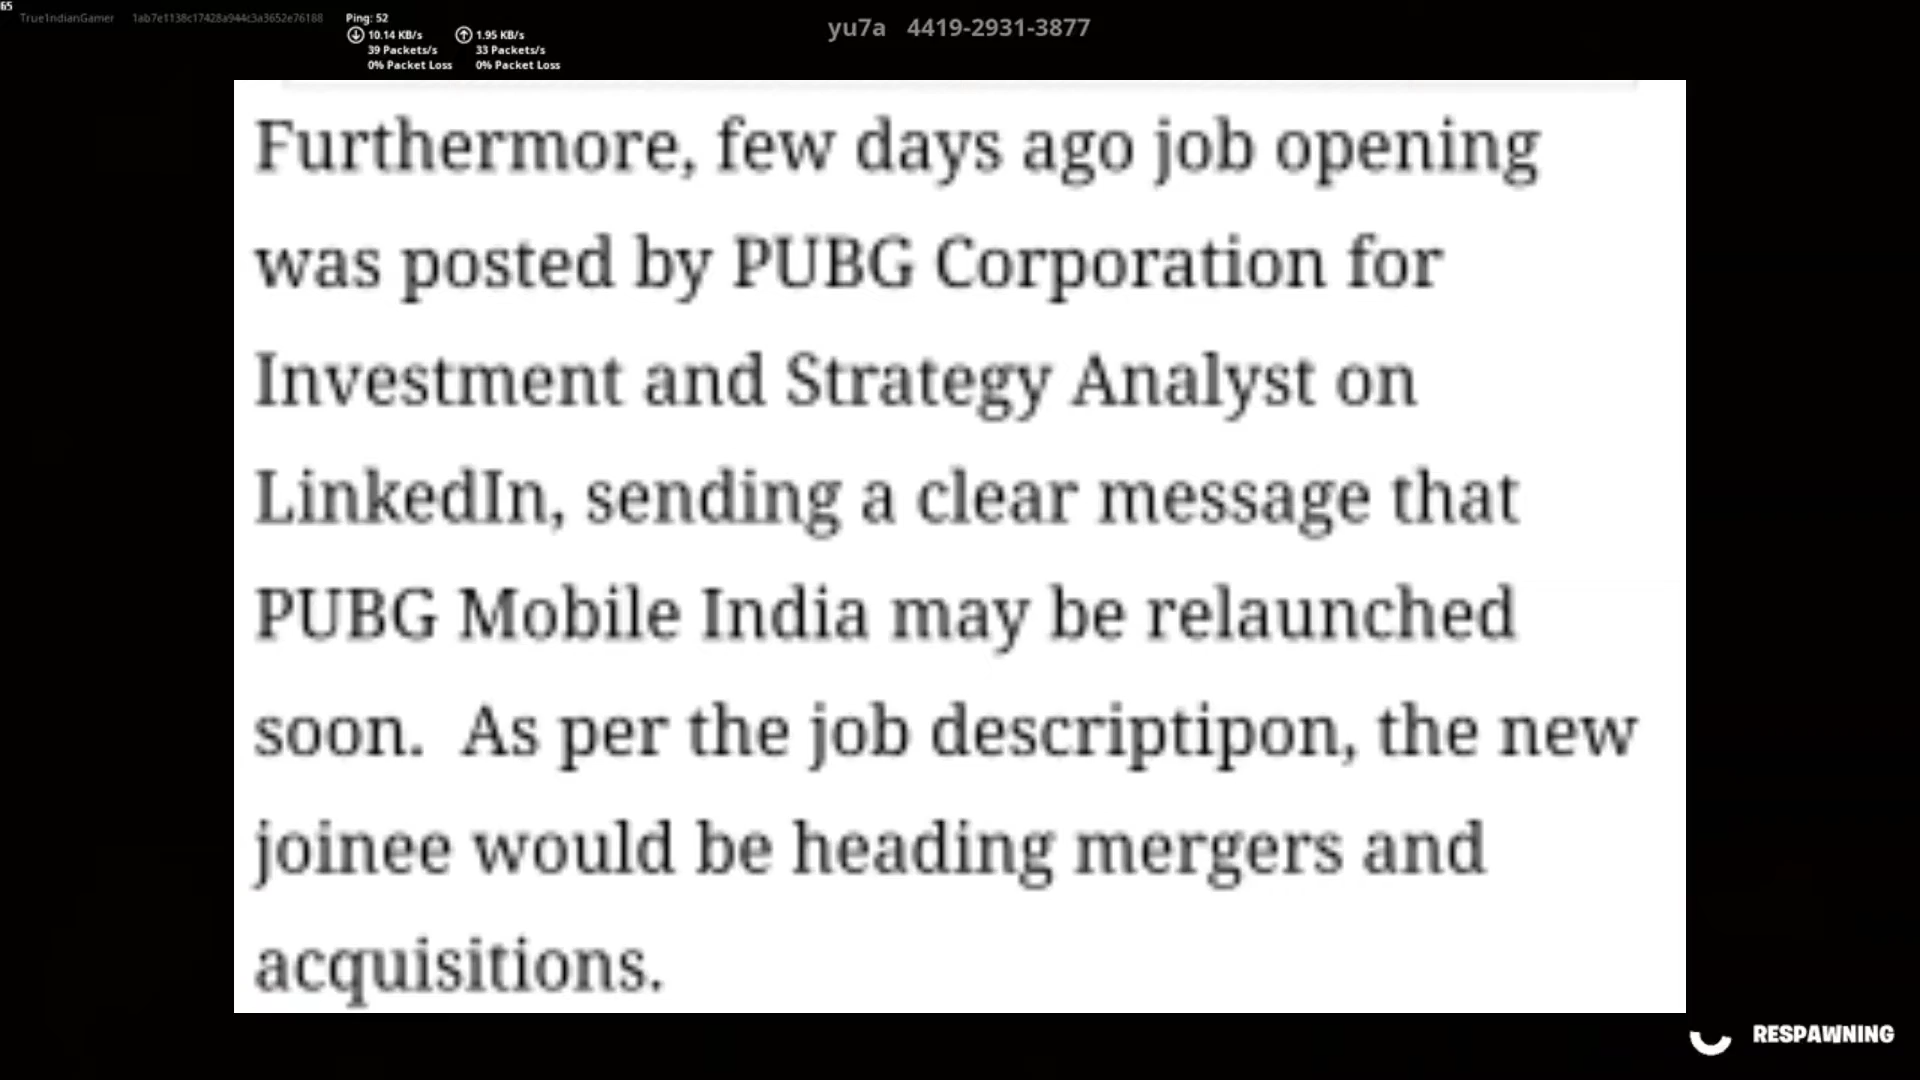 65
True1ndianGamer 1ab7e1138c17428a944c3a3652e76188
Ping: 52
10.14 KB/s 1.95 KB/s
39 Packets/s 33 Packets/s
0% Packet Loss 0% Packet Loss
yu7a 4419-2931-3877
Furthermore, few days ago job opening
was posted by PUBG Corporation for
Investment and Strategy Analyst on
LinkedIn, sending a clear message that
PUBG Mobile India may be relaunched
soon. As per the job descriptipon, the new
joinee would be heading mergers and
acquisitions.
RESPAWNING